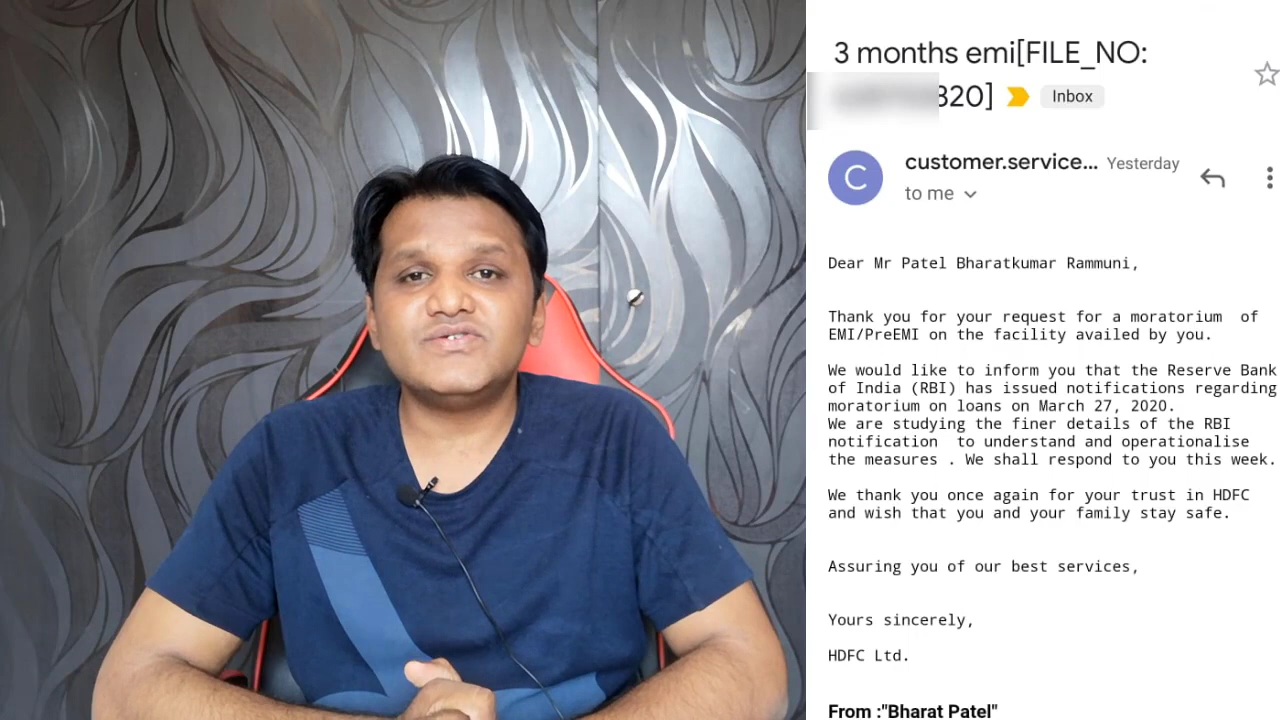 3 months emi[FILE_NO:
820] Inbox
customer.service... Yesterday
to me
C
Dear Mr Patel Bharatkumar Rammuni,
Thank you for your request for a moratorium  of
EMI/PreEMI on the facility availed by you.
We would like to inform you that the Reserve Bank
of India (RBI) has issued notifications regarding
moratorium on loans on March 27, 2020.
We are studying the finer details of the RBI
notification  to understand and operationalise
the measures . We shall respond to you this week.
We thank you once again for your trust in HDFC
and wish that you and your family stay safe.
Assuring you of our best services,
Yours sincerely,
HDFC Ltd.
From :"Bharat Patel"